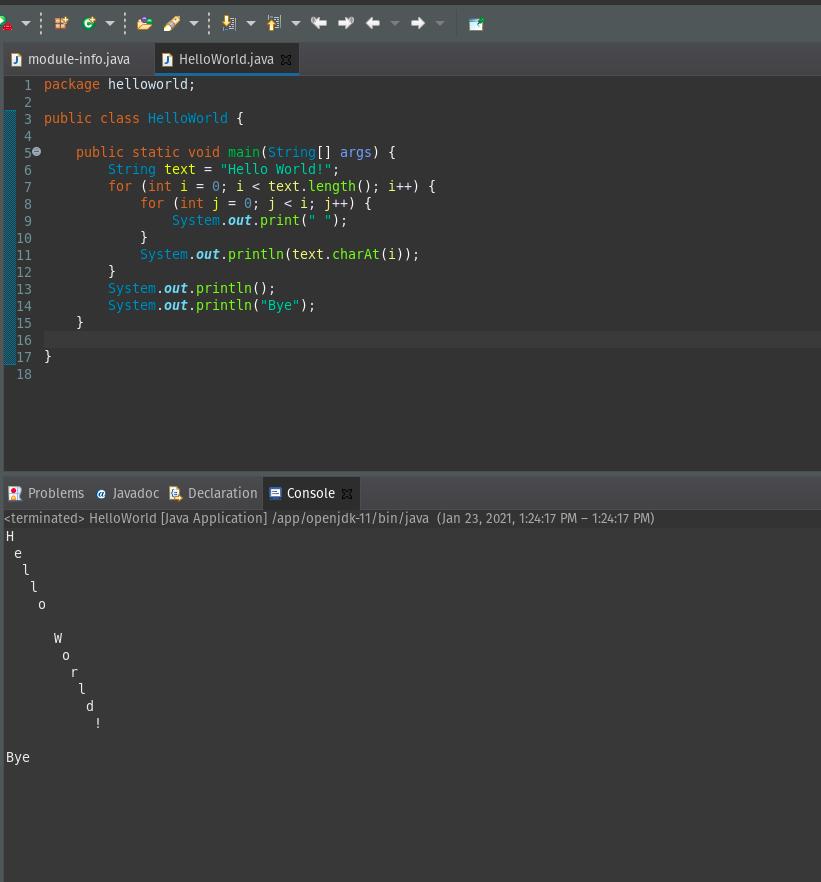 module-info.java HelloWorld.java
1 package helloworld;
2
3 public class HelloWorld {
4
5     public static void main(String[] args) {
6         String text = "Hello World!";
7         for (int i = 0; i < text.length(); i++) {
8             for (int j = 0; j < i; j++) {
9                 System.out.print(" ");
10             }
11             System.out.println(text.charAt(i));
12         }
13         System.out.println();
14         System.out.println("Bye");
15     }
16
17 }
18
Problems Javadoc Declaration Console
<terminated> HelloWorld [Java Application] /app/openjdk-11/bin/java (Jan 23, 2021, 1:24:17 PM – 1:24:17 PM)
H
 e
  l
   l
    o

      W
       o
        r
         l
          d
           !

Bye